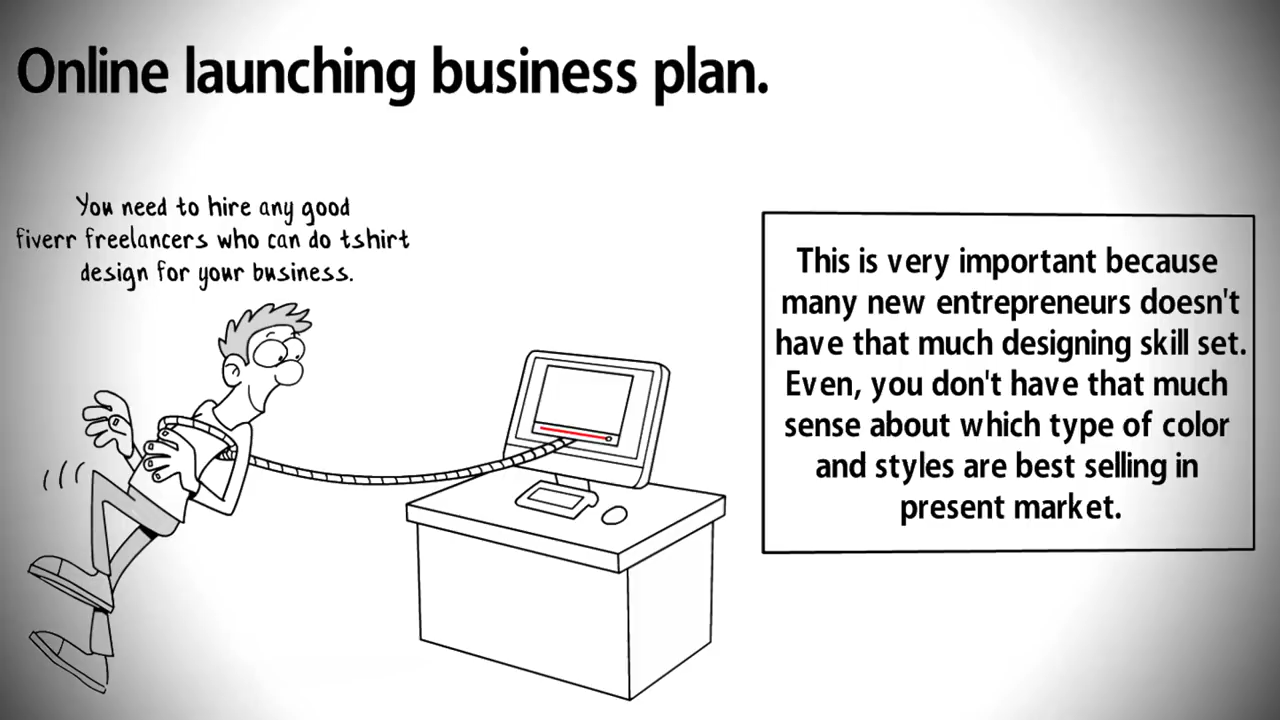 Online launching business plan.
You need to hire any good
fiverr freelancers who can do tshirt
design for your business.
This is very important because
many new entrepreneurs doesn't
have that much designing skill set.
Even, you don't have that much
sense about which type of color
and styles are best selling in
present market.